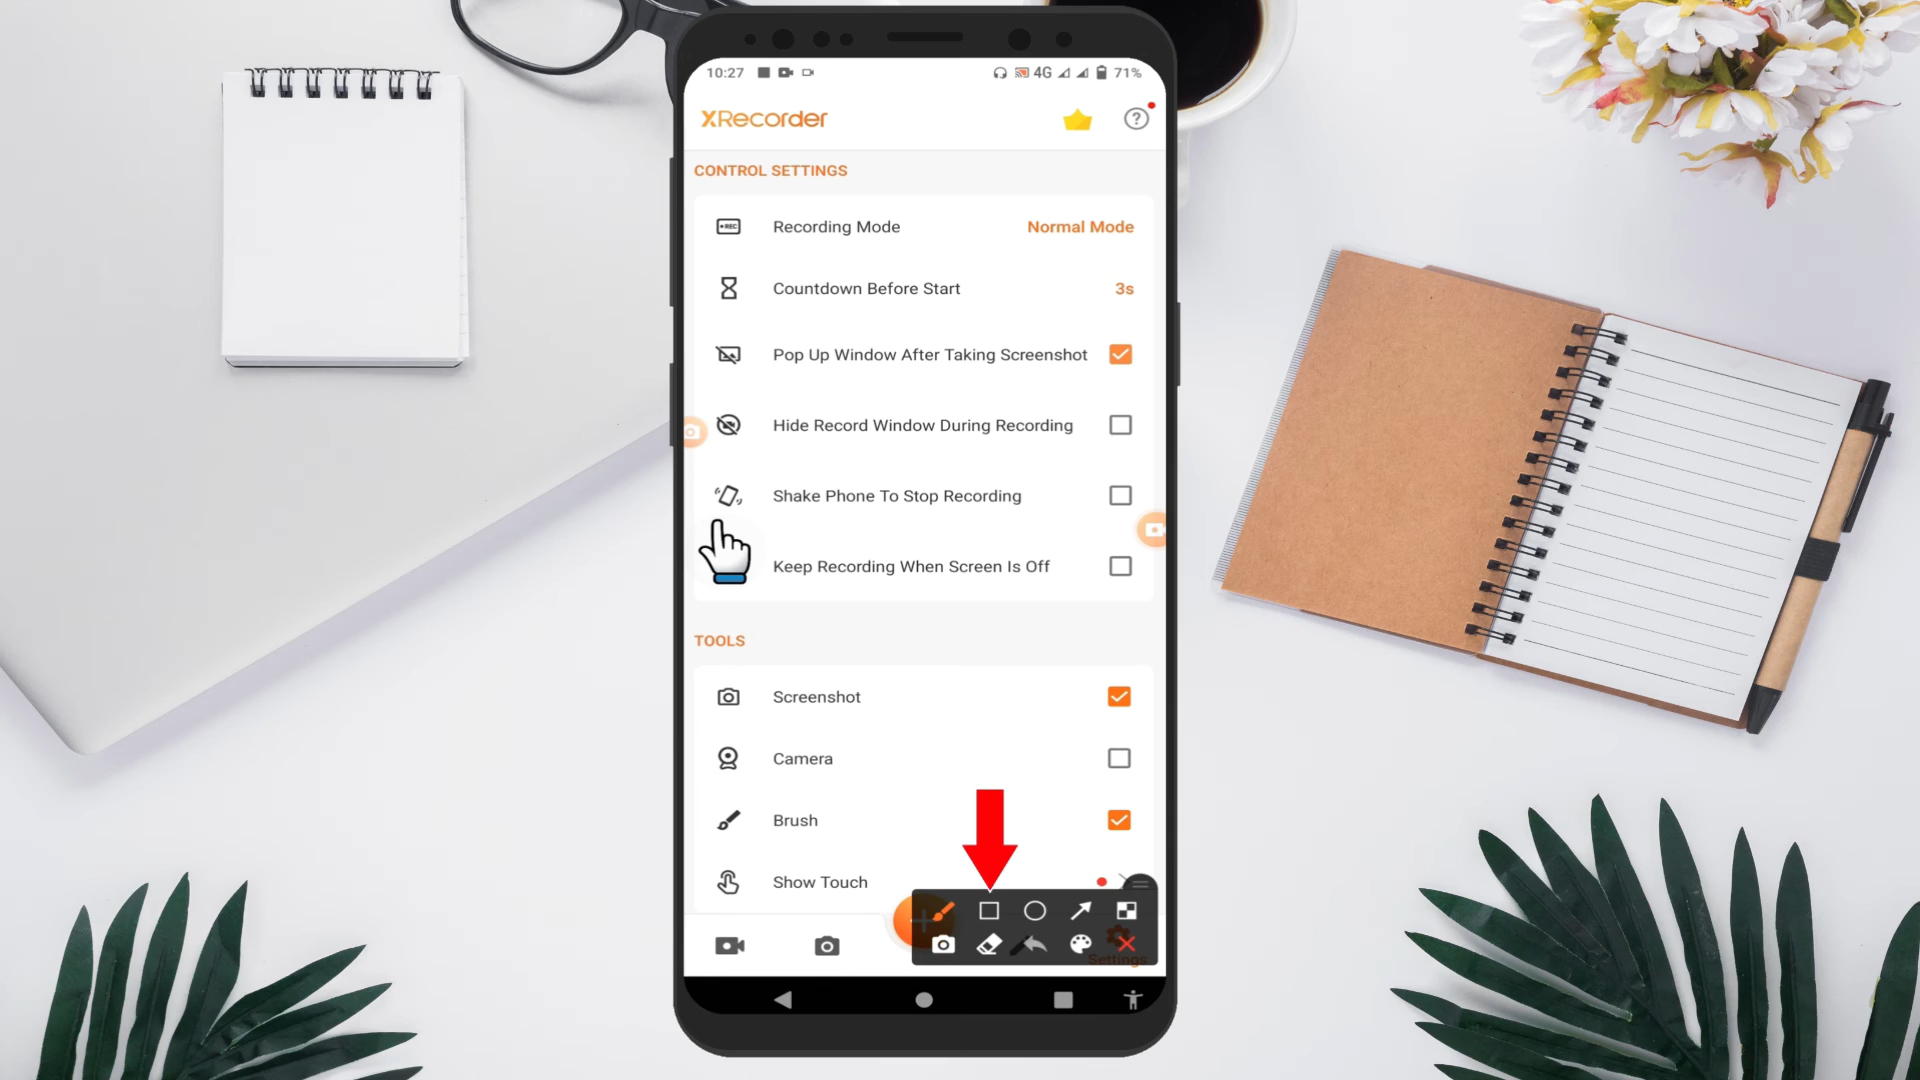 10:27 4G 71%
XRecorder
CONTROL SETTINGS
Recording Mode Normal Mode
Countdown Before Start 3s
Pop Up Window After Taking Screenshot
Hide Record Window During Recording
Shake Phone To Stop Recording
Keep Recording When Screen Is Off
TOOLS
Screenshot
Camera
Brush
Show Touch
Settings